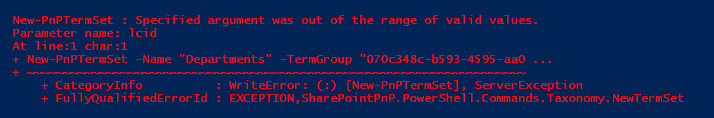 New-PnPTermSet : Specified argument was out of the range of valid values.
Parameter name: lcid
At line:1 char:1
+ New-PnPTermSet -Name "Departments" -TermGroup "070c348c-b593-4595-aa0 ...
+ ~~~~~~~~~~~~~~~~~~~~~~~~~~~~~~~~~~~~~~~~~~~~~~~~~~~~~~~~~~~~~~~~~~~~~
    + CategoryInfo          : WriteError: (:) [New-PnPTermSet], ServerException
    + FullyQualifiedErrorId : EXCEPTION,SharePointPnP.PowerShell.Commands.Taxonomy.NewTermSet